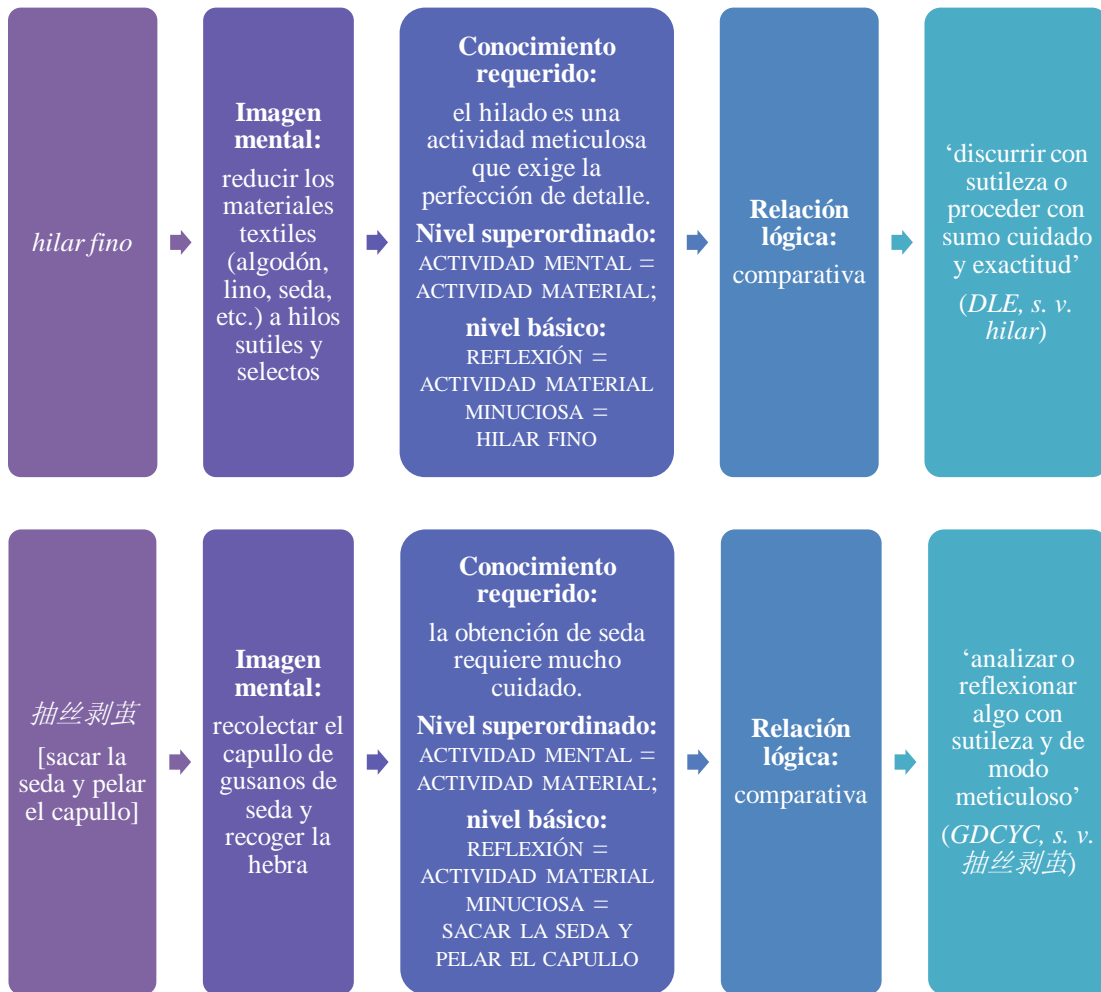 hilar fino
Imagen
mental:
reducir los
materiales
textiles
(algodón,
lino, seda,
etc.) a hilos
sutiles y
selectos
Conocimiento
requerido:
el hilado es una
actividad meticulosa
que exige la
perfección de detalle.
Nivel superordinado:
ACTIVIDAD MENTAL =
ACTIVIDAD MATERIAL;
nivel básico:
REFLEXIÓN =
ACTIVIDAD MATERIAL
MINUCIOSA =
HILAR FINO
Relación
lógica:
comparativa
‘discurrir con
sutileza o
proceder con
sumo cuidado
y exactitud’
(DLE, s. v.
hilar)
抽丝剥茧
[sacar la
seda y pelar
el capullo]
Imagen
mental:
recolectar el
capullo de
gusanos de
seda y
recoger la
hebra
Conocimiento
requerido:
la obtención de seda
requiere mucho
cuidado.
Nivel superordinado:
ACTIVIDAD MENTAL =
ACTIVIDAD MATERIAL;
nivel básico:
REFLEXIÓN =
ACTIVIDAD MATERIAL
MINUCIOSA =
SACAR LA SEDA Y
PELAR EL CAPULLO
Relación
lógica:
comparativa
‘analizar o
reflexionar
algo con
sutileza y de
modo
meticuloso’
(GDCYC, s. v.
抽丝剥茧)